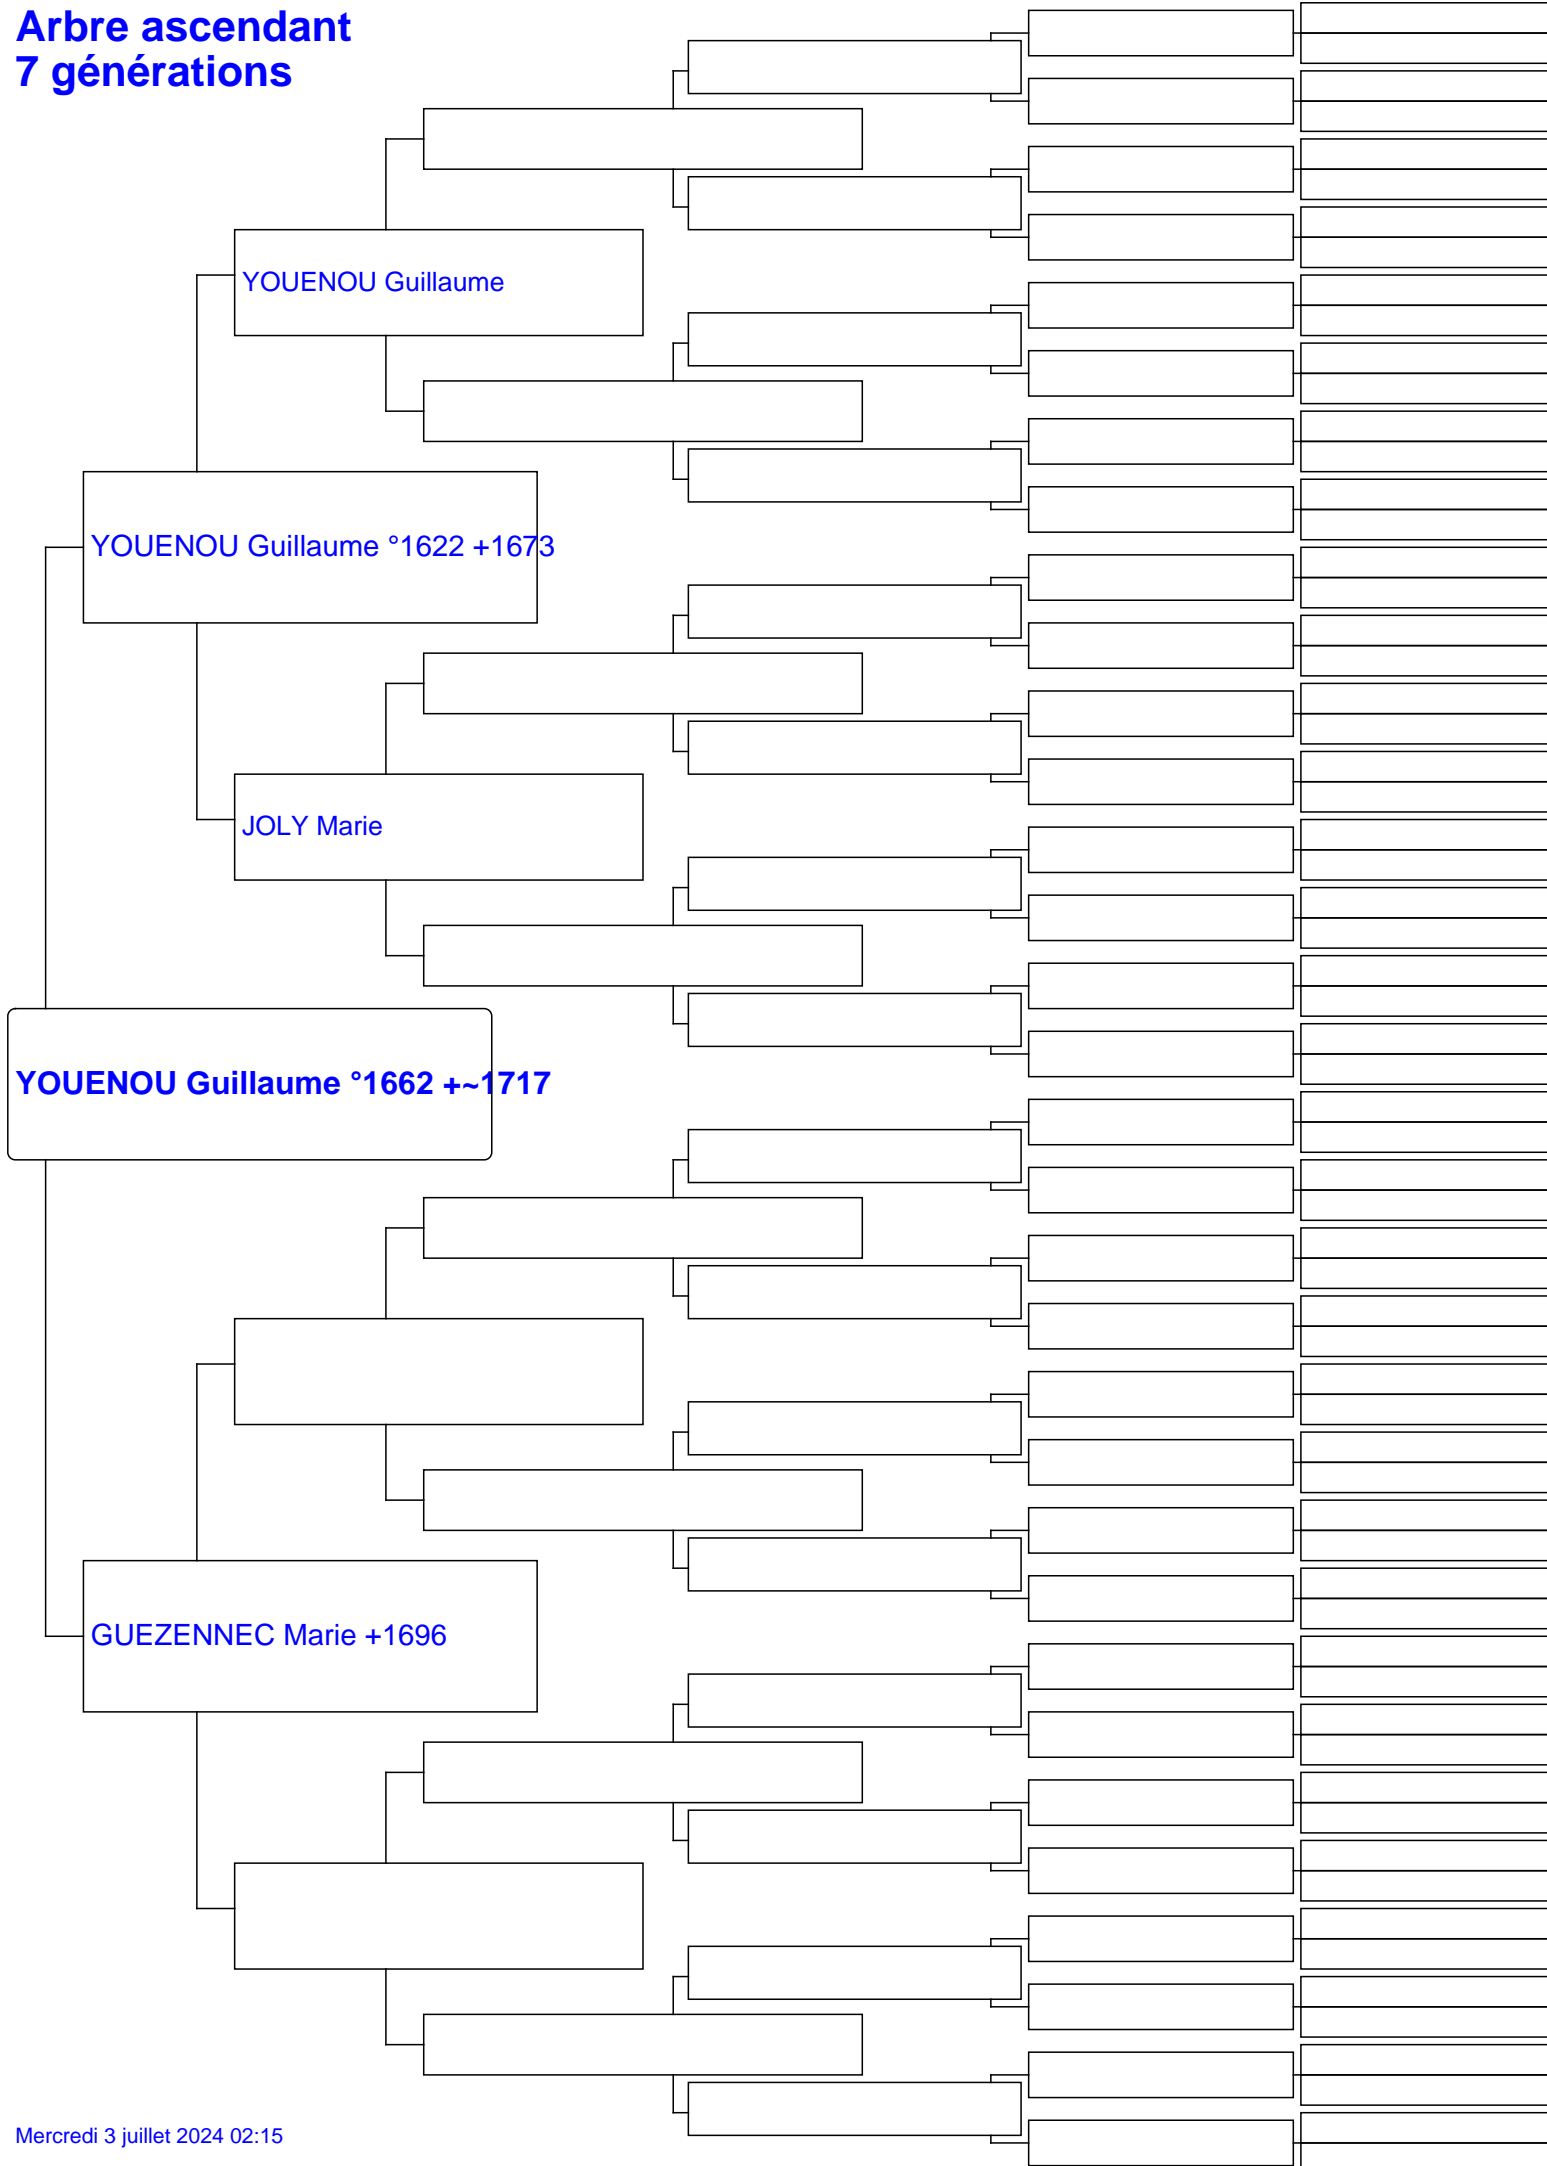 Arbre ascendant
7 générations
YOUENOU Guillaume
YOUENOU Guillaume °1622 +1673
JOLY Marie
YOUENOU Guillaume °1662 +~1717
GUEZENNEC Marie +1696
Mercredi 3 juillet 2024 02:15